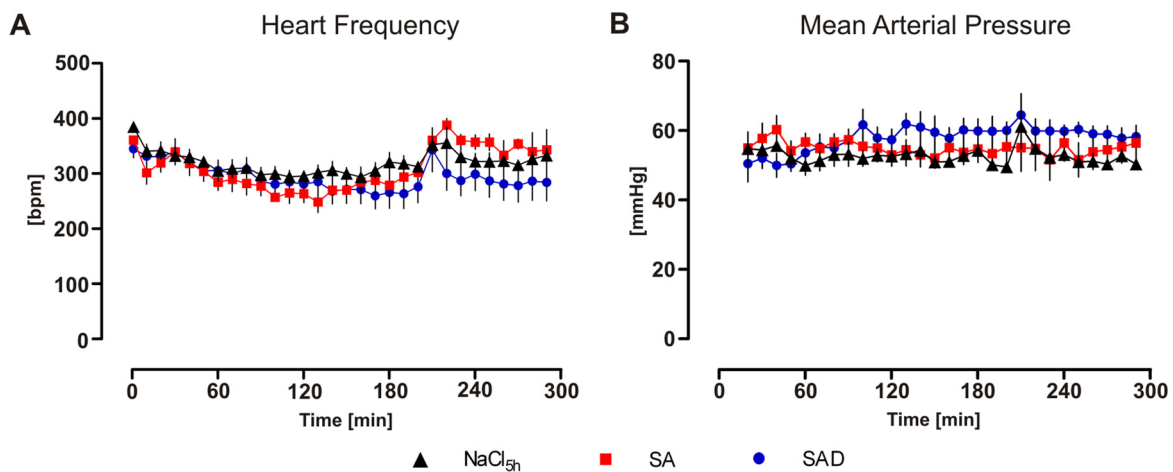 A Heart Frequency
500
400
300
200
100
0
[bpm]
0 60 120 180 240 300
Time [min]
B Mean Arterial Pressure
80
60
40
20
0
[mmHg]
0 60 120 180 240 300
Time [min]
NaCl5h SA SAD